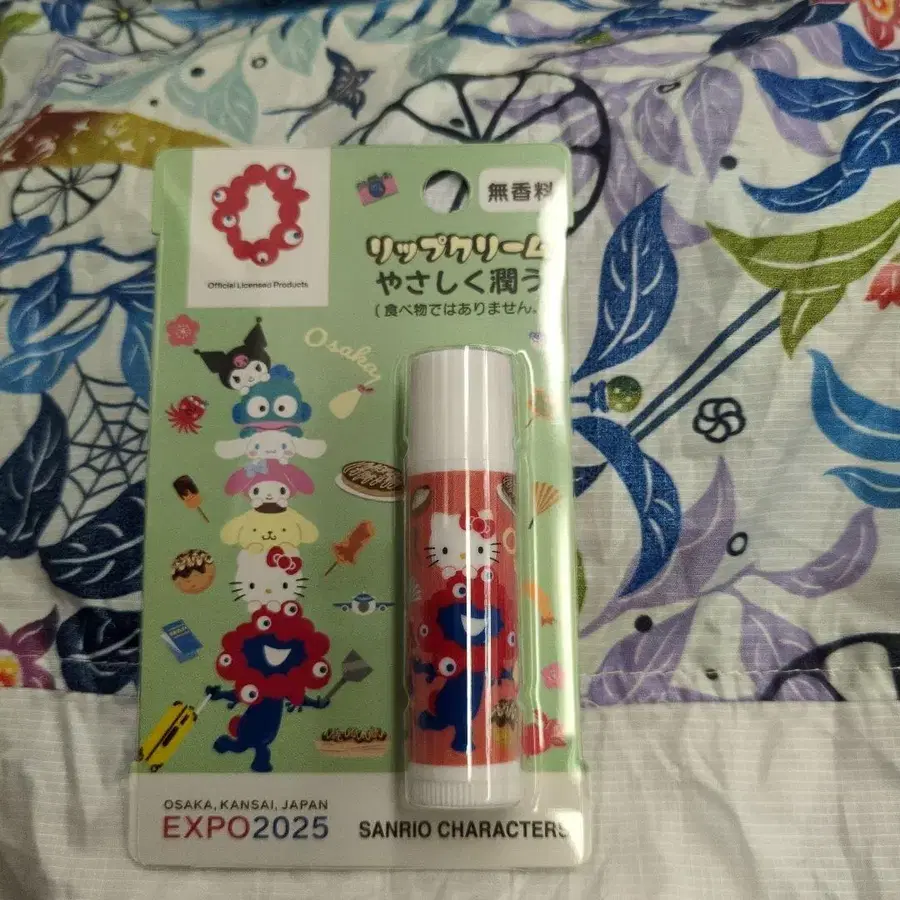 Official Licensed Products
無香料
リップクリーム
やさしく潤う
〔食べ物ではありません。
Osaka
OSAKA, KANSAI, JAPAN
EXPO2025
SANRIO CHARACTERS